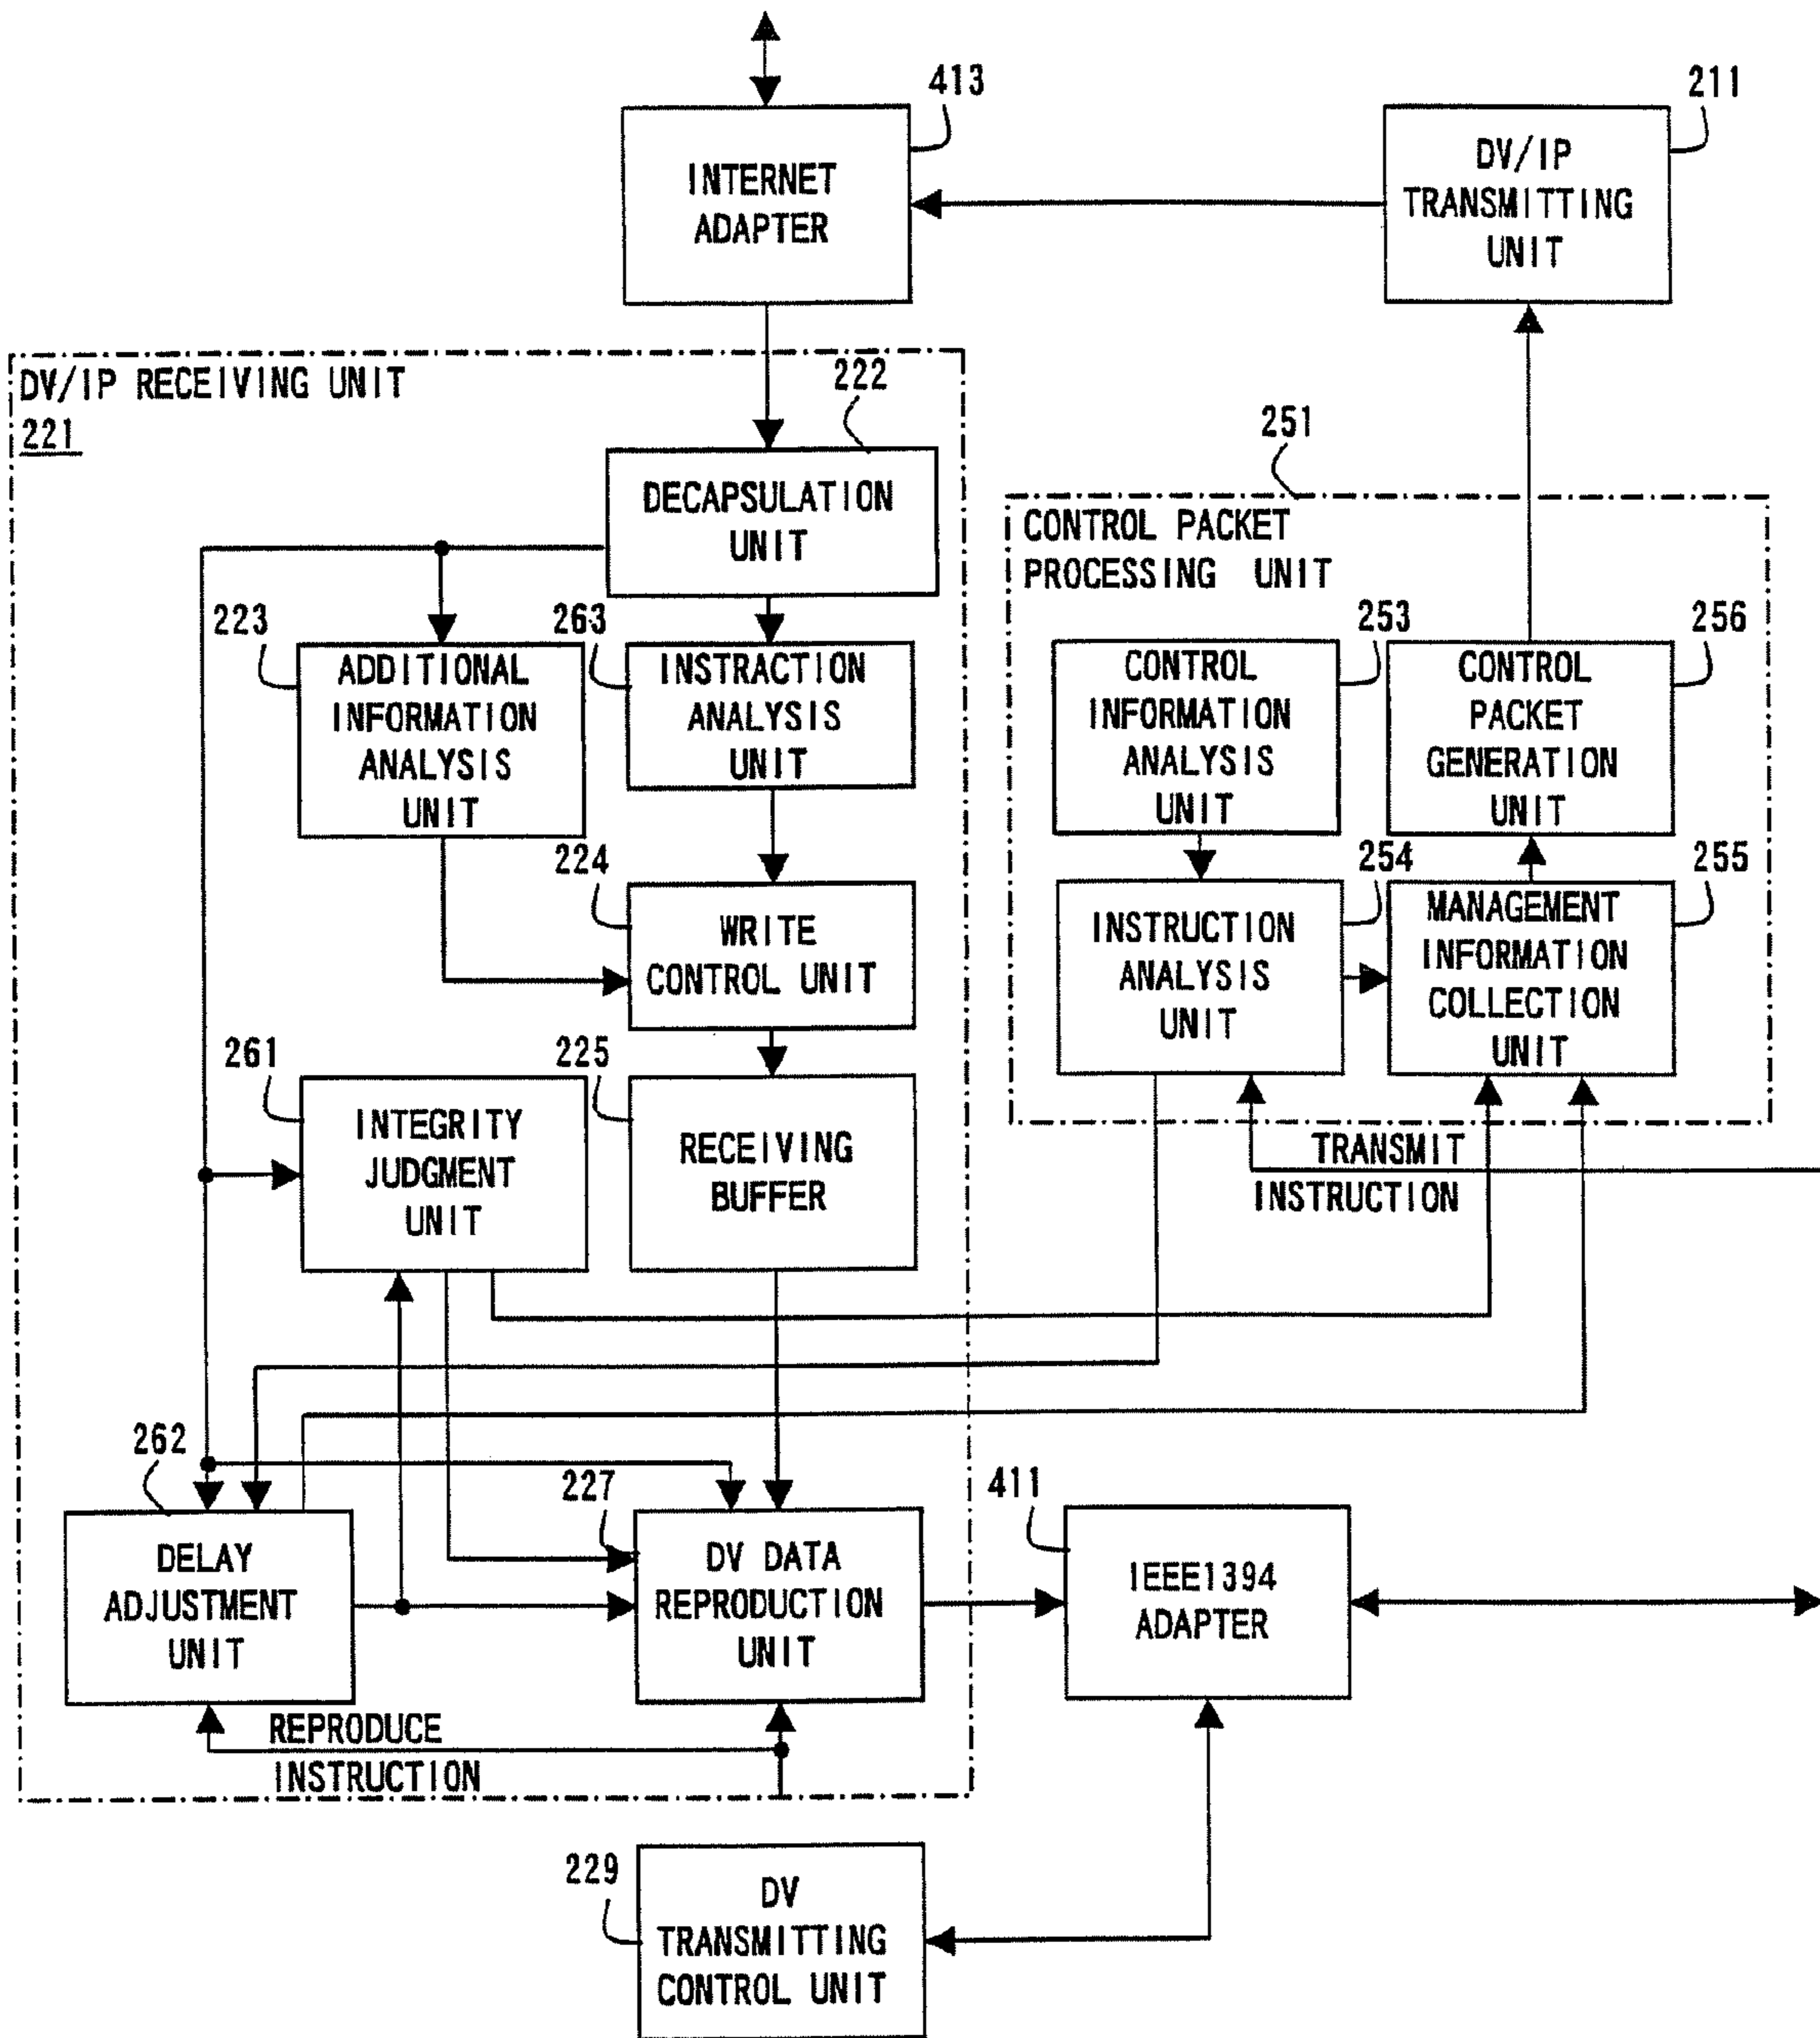 413
INTERNET
ADAPTER
211
DV/IP
TRANSMITTING
UNIT
DV/IP RECEIVING UNIT
221
222
DECAPSULATION
UNIT
223
ADDITIONAL
INFORMATION
ANALYSIS
UNIT
263
INSTRACTION
ANALYSIS
UNIT
224
WRITE
CONTROL UNIT
261
INTEGRITY
JUDGMENT
UNIT
225
RECEIVING
BUFFER
262
DELAY
ADJUSTMENT
UNIT
227
DV DATA
REPRODUCTION
UNIT
REPRODUCE
INSTRUCTION
251
CONTROL PACKET
PROCESSING UNIT
253
CONTROL
INFORMATION
ANALYSIS
UNIT
256
CONTROL
PACKET
GENERATION
UNIT
254
INSTRUCTION
ANALYSIS
UNIT
255
MANAGEMENT
INFORMATION
COLLECTION
UNIT
TRANSMIT
INSTRUCTION
411
IEEE1394
ADAPTER
229
DV
TRANSMITTING
CONTROL UNIT